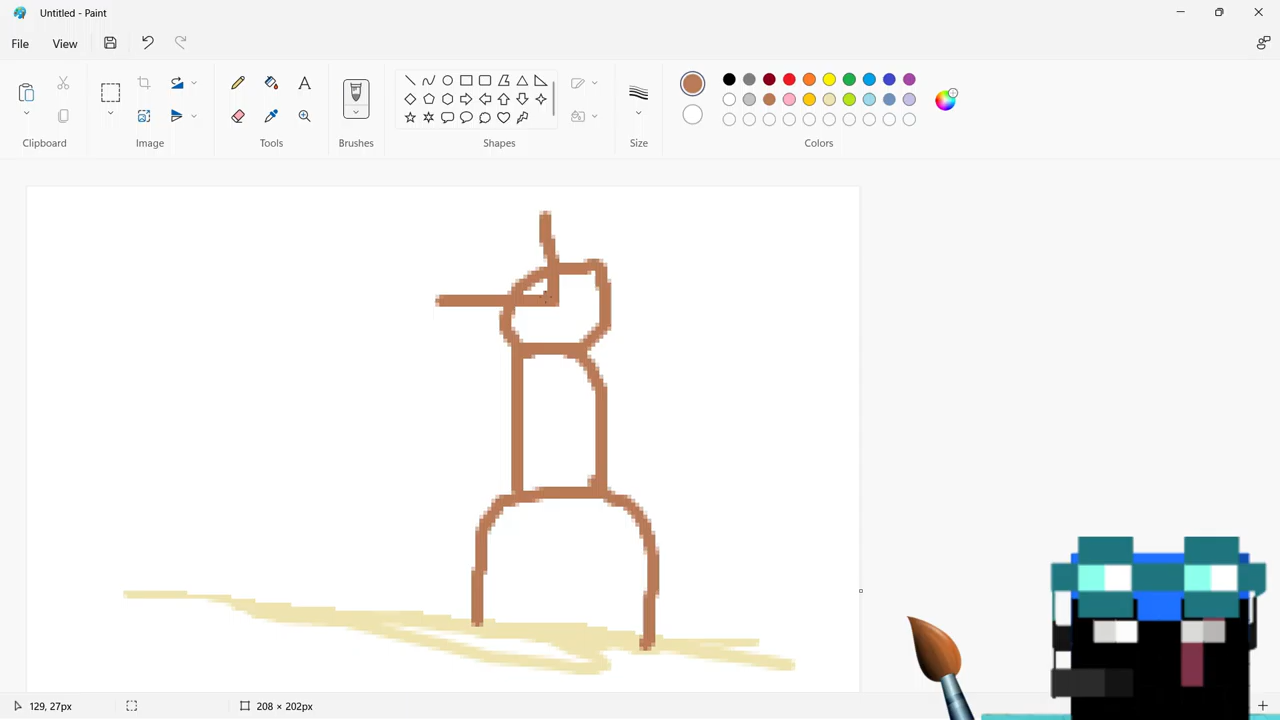 Untitled - Paint
File View
Clipboard Image Tools Brushes Shapes Size Colors
129, 27px 208 × 202px